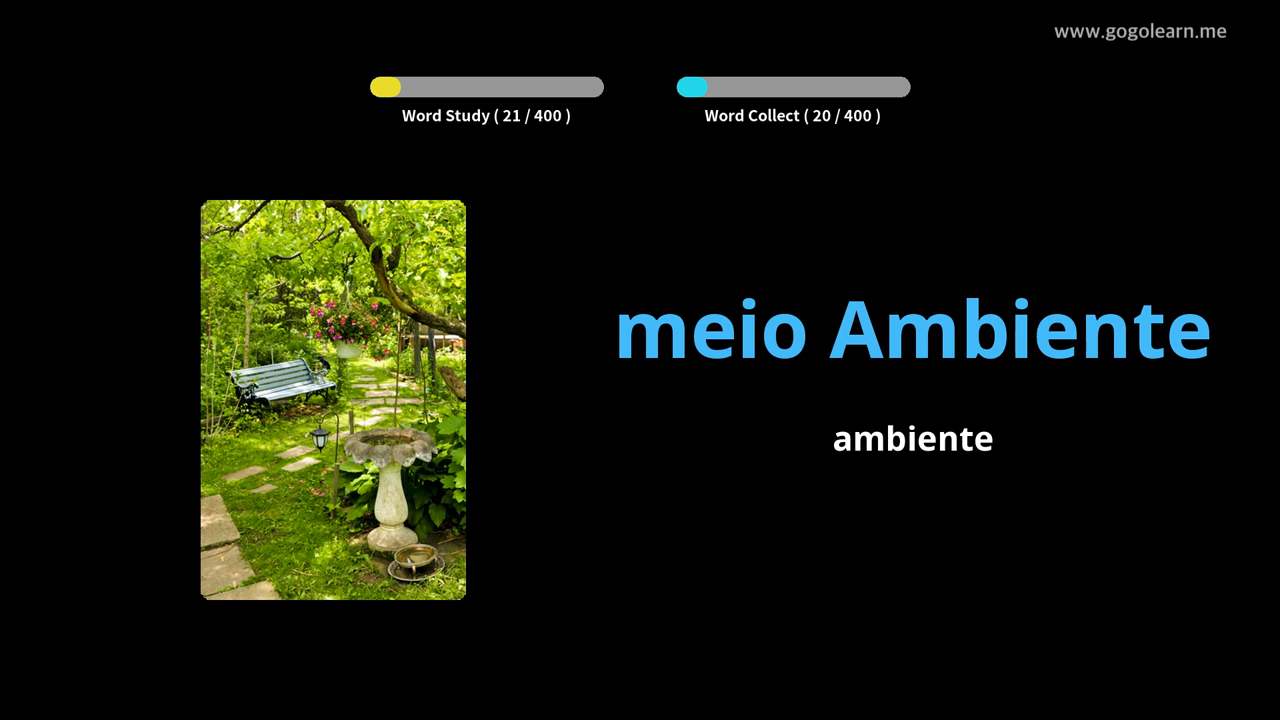 www.gogolearn.me
Word Study ( 21 / 400 )
Word Collect ( 20 / 400 )
meio Ambiente
ambiente